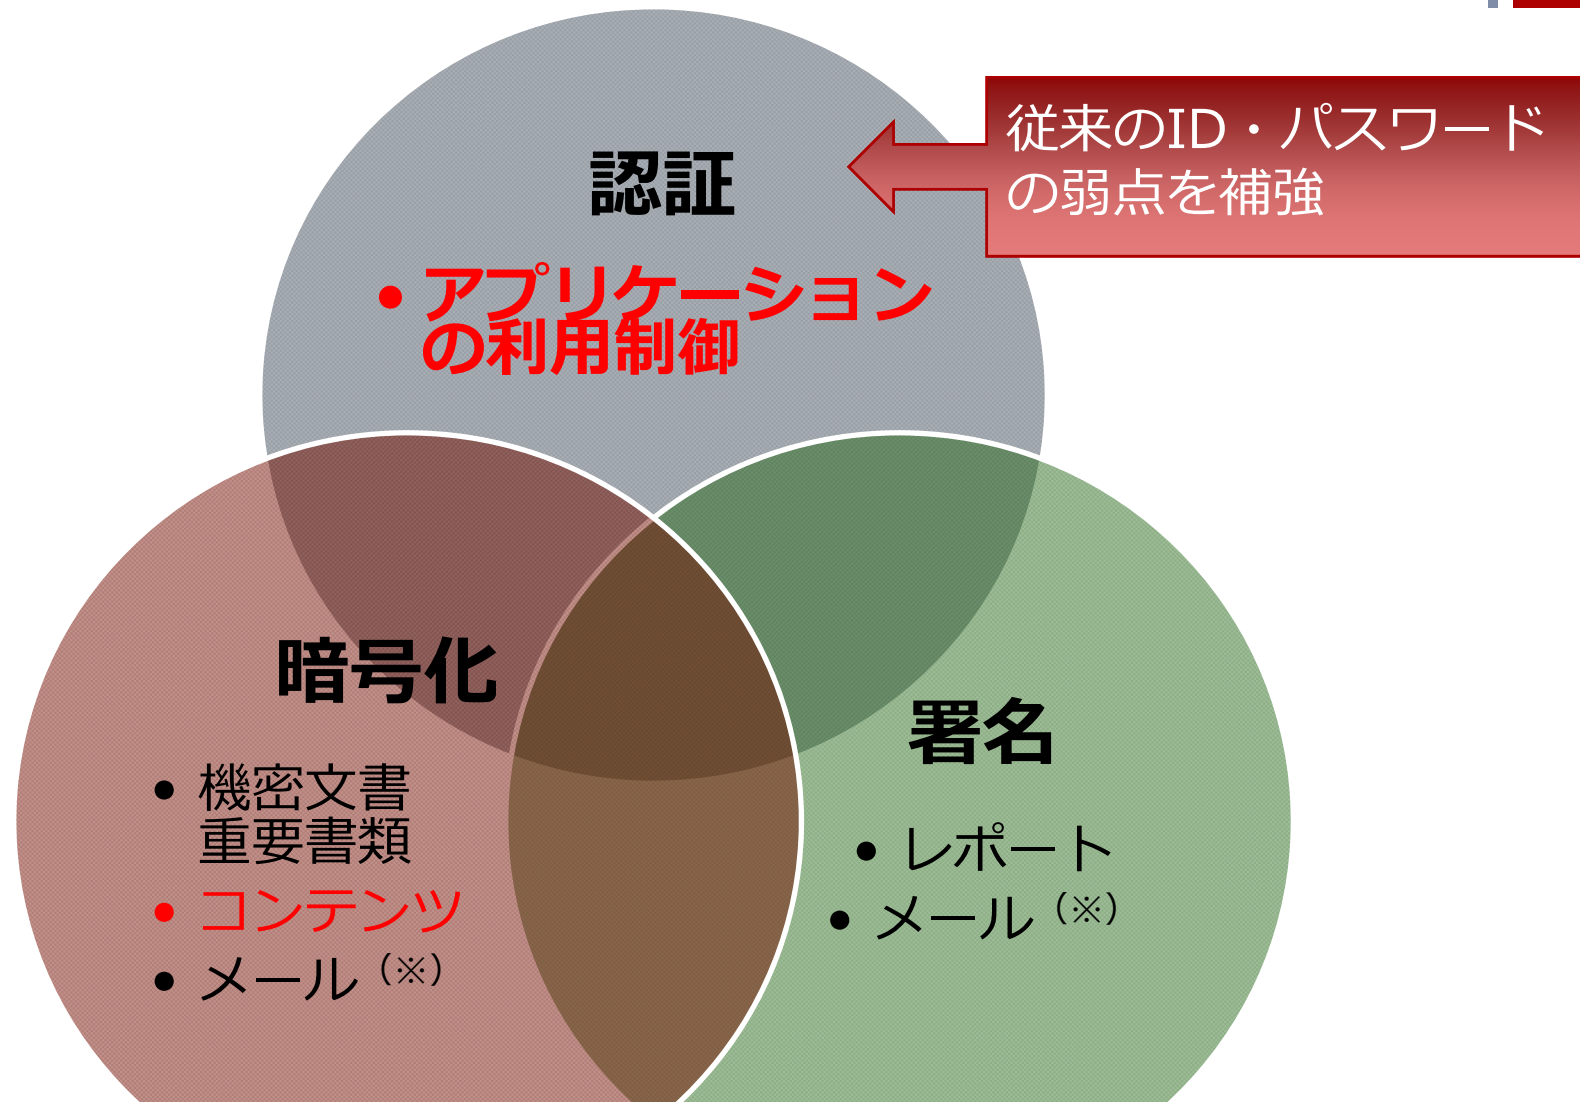 従来のID・パスワード
の弱点を補強
認証
• アプリケーション
の利用制御
暗号化
• 機密文書
重要書類
• コンテンツ
• メール（※）
署名
• レポート
• メール（※）